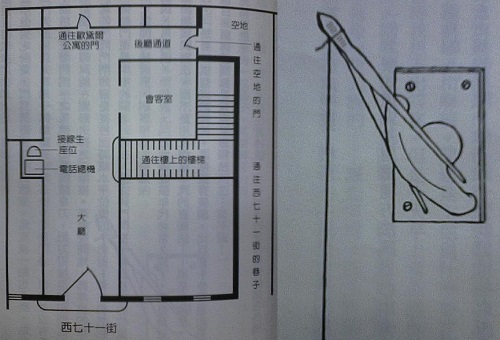 空地
通往歐黛爾
公寓的門
後廳通道
通往空地的門
會客室
接線生
座位
電話總機
通往樓上的樓梯
大廳
通往西七十一街的巷子
西七十一街